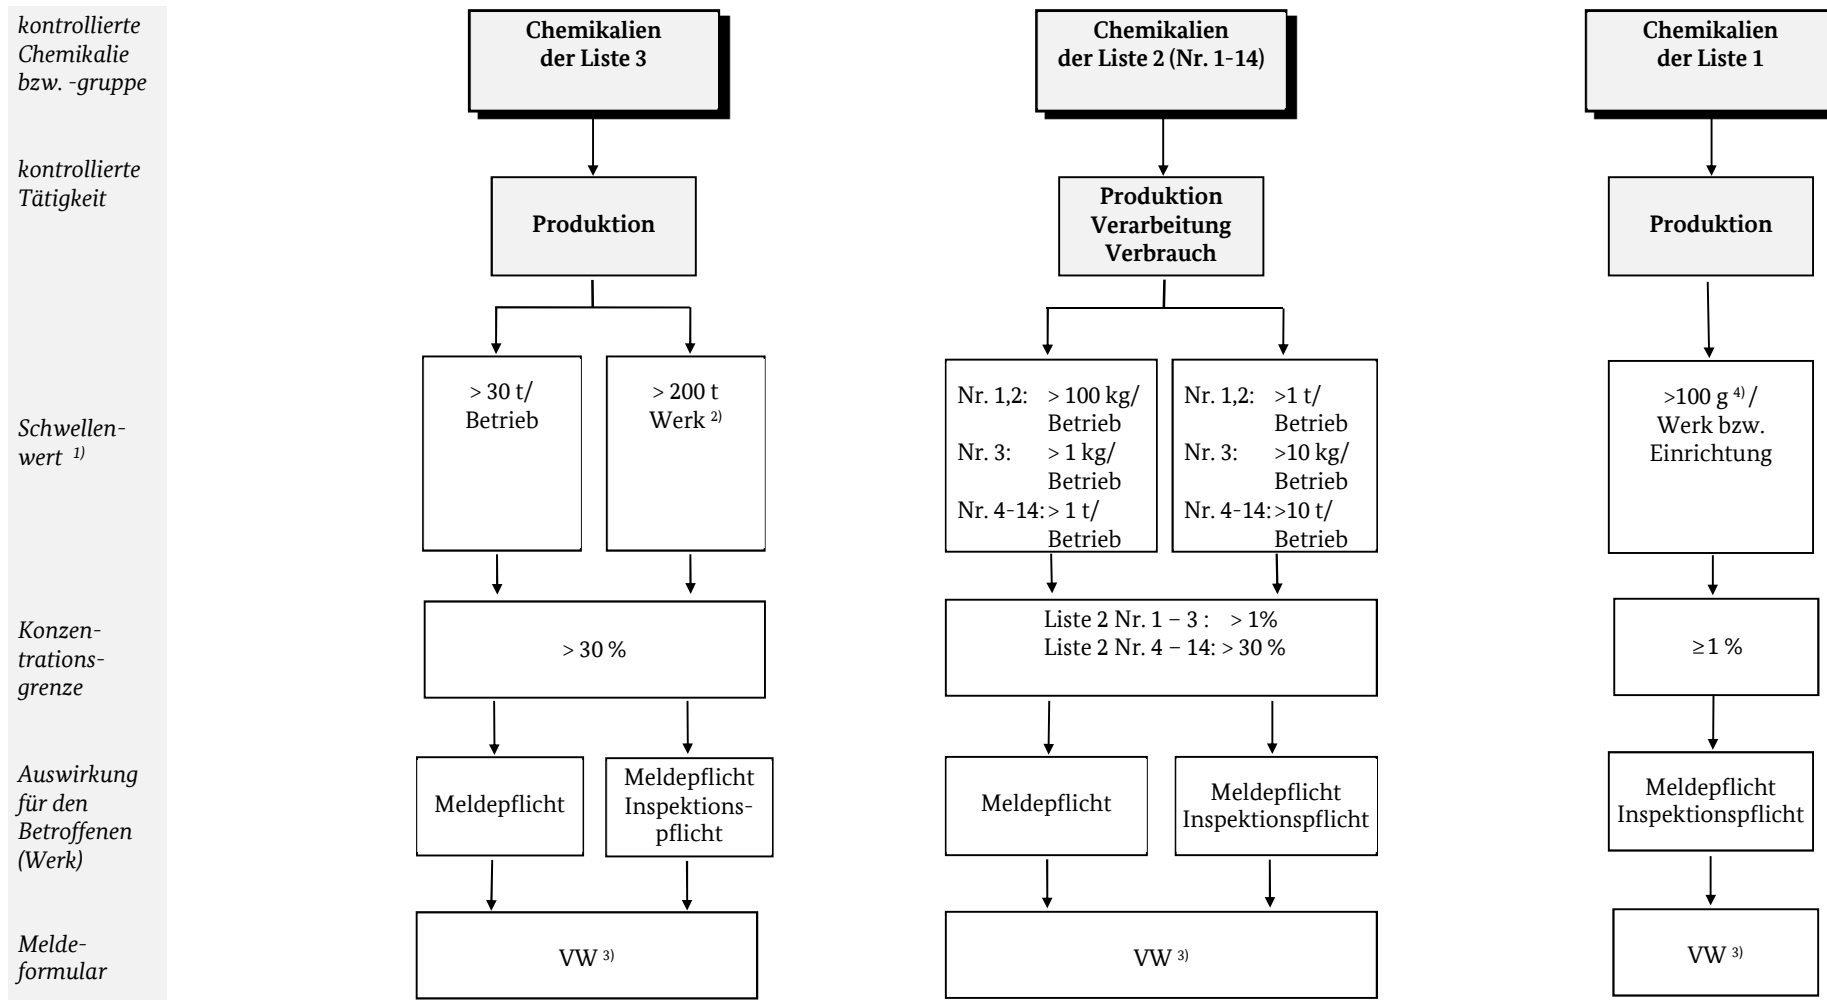 kontrollierte
Chemikalie
bzw. -gruppe
Chemikalien
der Liste 3
Chemikalien
der Liste 2 (Nr. 1-14)
Chemikalien
der Liste 1
kontrollierte
Tätigkeit
Produktion
Produktion
Verarbeitung
Verbrauch
Produktion
Schwellen-
wert 1)
> 30 t/
Betrieb
> 200 t
Werk 2)
Nr. 1,2: > 100 kg/
Betrieb
Nr. 3: > 1 kg/
Betrieb
Nr. 4-14: > 1 t/
Betrieb
Nr. 1,2: >1 t/
Betrieb
Nr. 3: >10 kg/
Betrieb
Nr. 4-14: >10 t/
Betrieb
>100 g 4) /
Werk bzw.
Einrichtung
Konzen-
trations-
grenze
> 30 %
Liste 2 Nr. 1 – 3 : > 1%
Liste 2 Nr. 4 – 14: > 30 %
≥1 %
Auswirkung
für den
Betroffenen
(Werk)
Meldepflicht
Meldepflicht
Inspektions-
pflicht
Meldepflicht
Meldepflicht
Inspektionspflicht
Meldepflicht
Inspektionspflicht
Melde-
formular
VW 3)
VW 3)
VW 3)